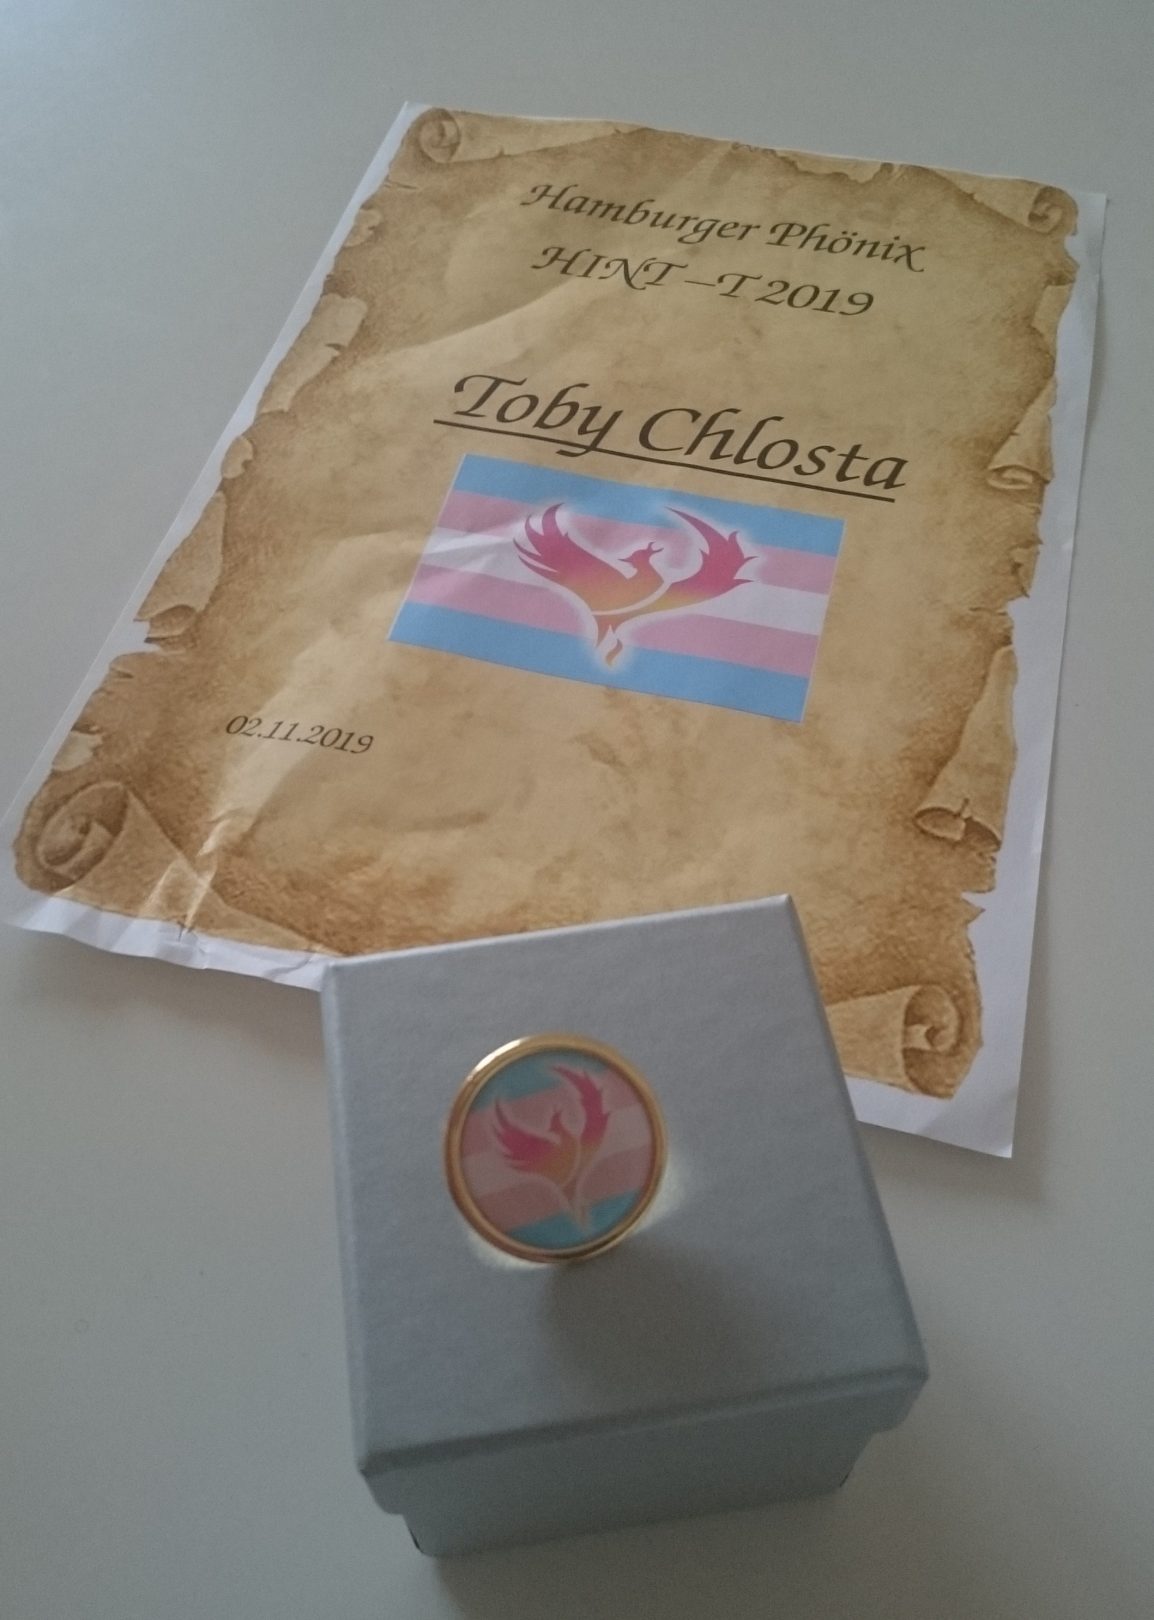 Hamburger Phönix
HINT –T 2019
Toby Chlosta
02.11.2019